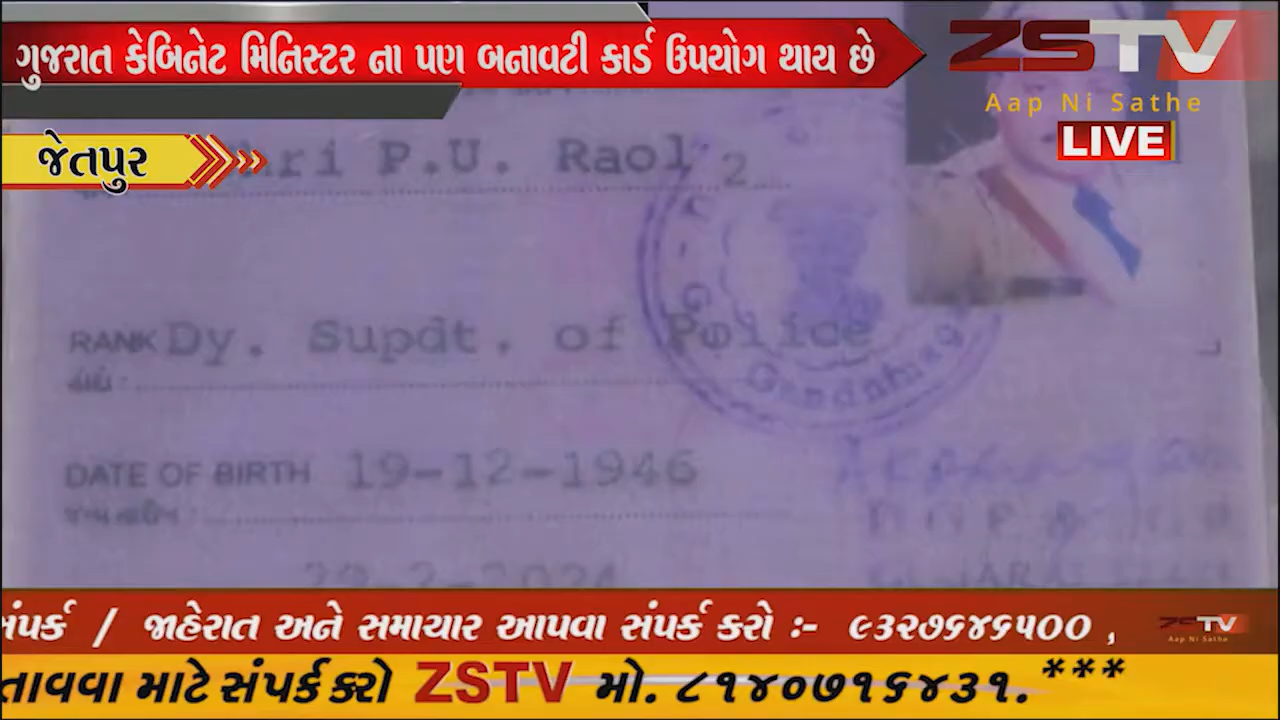 ગુજરાત કેબિનેટ મિનિસ્ટર ના પણ બનાવટી કાર્ડ ઉપયોગ થાય છે
ZSTV
Aap Ni Sathe
LIVE
જેતપુર
P.U. Raol
2
RANK Dy. Supdt. of Police
DATE OF BIRTH 19-12-1946
સંપર્ક / જાહેરાત અને સમાચાર આપવા સંપર્ક કરો :- ૯૩૨૭૬૪૬૫૦૦ ,
ZSTV
Aap Ni Sathe
તાવવા માટે સંપર્ક કરો ZSTV મો. ૮૧૪૦૭૧૬૪૩૧. ***